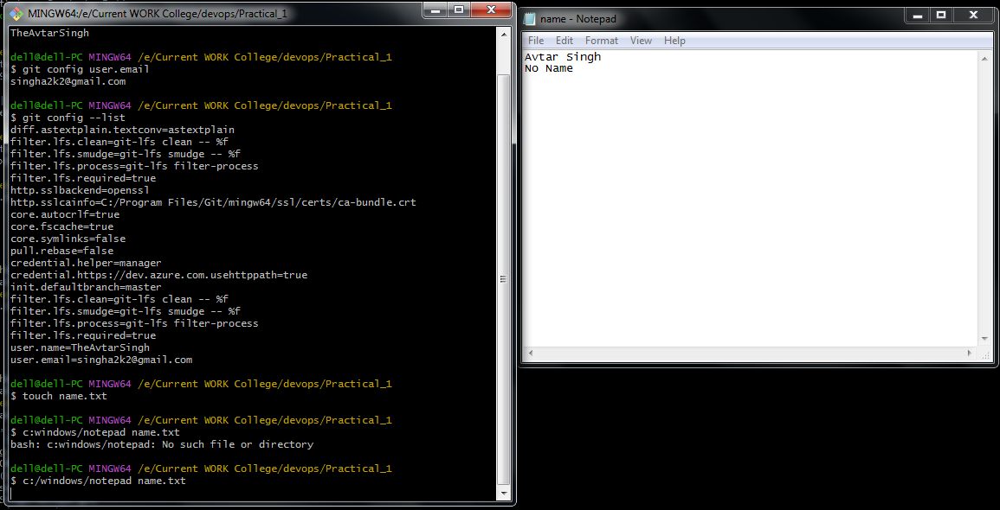 MINGW64:/e/Current WORK College/devops/Practical_1
TheAvtarSingh
dell@dell-PC MINGW64 /e/Current WORK College/devops/Practical_1
$ git config user.email
singha2k2@gmail.com
dell@dell-PC MINGW64 /e/Current WORK College/devops/Practical_1
$ git config --list
diff.astextplain.textconv=astextplain
filter.lfs.clean=git-lfs clean -- %f
filter.lfs.smudge=git-lfs smudge -- %f
filter.lfs.process=git-lfs filter-process
filter.lfs.required=true
http.sslbackend=openssl
http.sslcainfo=C:/Program Files/Git/mingw64/ssl/certs/ca-bundle.crt
core.autocrlf=true
core.fscache=true
core.symlinks=false
pull.rebase=false
credential.helper=manager
credential.https://dev.azure.com.usehttppath=true
init.defaultbranch=master
filter.lfs.clean=git-lfs clean -- %f
filter.lfs.smudge=git-lfs smudge -- %f
filter.lfs.process=git-lfs filter-process
filter.lfs.required=true
user.name=TheAvtarSingh
user.email=singha2k2@gmail.com
dell@dell-PC MINGW64 /e/Current WORK College/devops/Practical_1
$ touch name.txt
dell@dell-PC MINGW64 /e/Current WORK College/devops/Practical_1
$ c:windows/notepad name.txt
bash: c:windows/notepad: No such file or directory
dell@dell-PC MINGW64 /e/Current WORK College/devops/Practical_1
$ c:/windows/notepad name.txt
name - Notepad
File Edit Format View Help
Avtar Singh
No Name